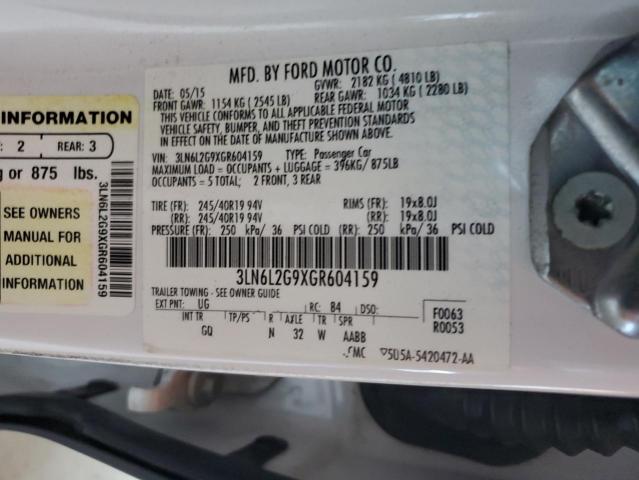 INFORMATION
: 2 REAR: 3
g or 875 lbs.
SEE OWNERS
MANUAL FOR
ADDITIONAL
INFORMATION
3LN6L2G9XGR604159
MFD. BY FORD MOTOR CO.
DATE: 05/15 GVWR: 2182 KG ( 4810 LB)
FRONT GAWR: 1154 KG ( 2545 LB) REAR GAWR: 1034 KG ( 2280 LB)
THIS VEHICLE CONFORMS TO ALL APPLICABLE FEDERAL MOTOR
VEHICLE SAFETY, BUMPER, AND THEFT PREVENTION STANDARDS
IN EFFECT ON THE DATE OF MANUFACTURE SHOWN ABOVE.
VIN: 3LN6L2G9XGR604159 TYPE: Passenger Car
MAXIMUM LOAD = OCCUPANTS + LUGGAGE = 396KG/ 875LB
OCCUPANTS = 5 TOTAL; 2 FRONT, 3 REAR
TIRE (FR): 245/40R19 94V RIMS (FR): 19x8.0J
(RR): 245/40R19 94V (RR): 19x8.0J
PRESSURE (FR): 250 kPa/ 36 PSI COLD (RR): 250 kPa/ 36 PSI COLD
3LN6L2G9XGR604159
TRAILER TOWING - SEE OWNER GUIDE
EXT PNT: UG RC: 84 DSO:
INT TR TP/PS R AXLE TR SPR
GQ N 32 W AABB
F0063
R0053
FMC 5U5A-5420472-AA